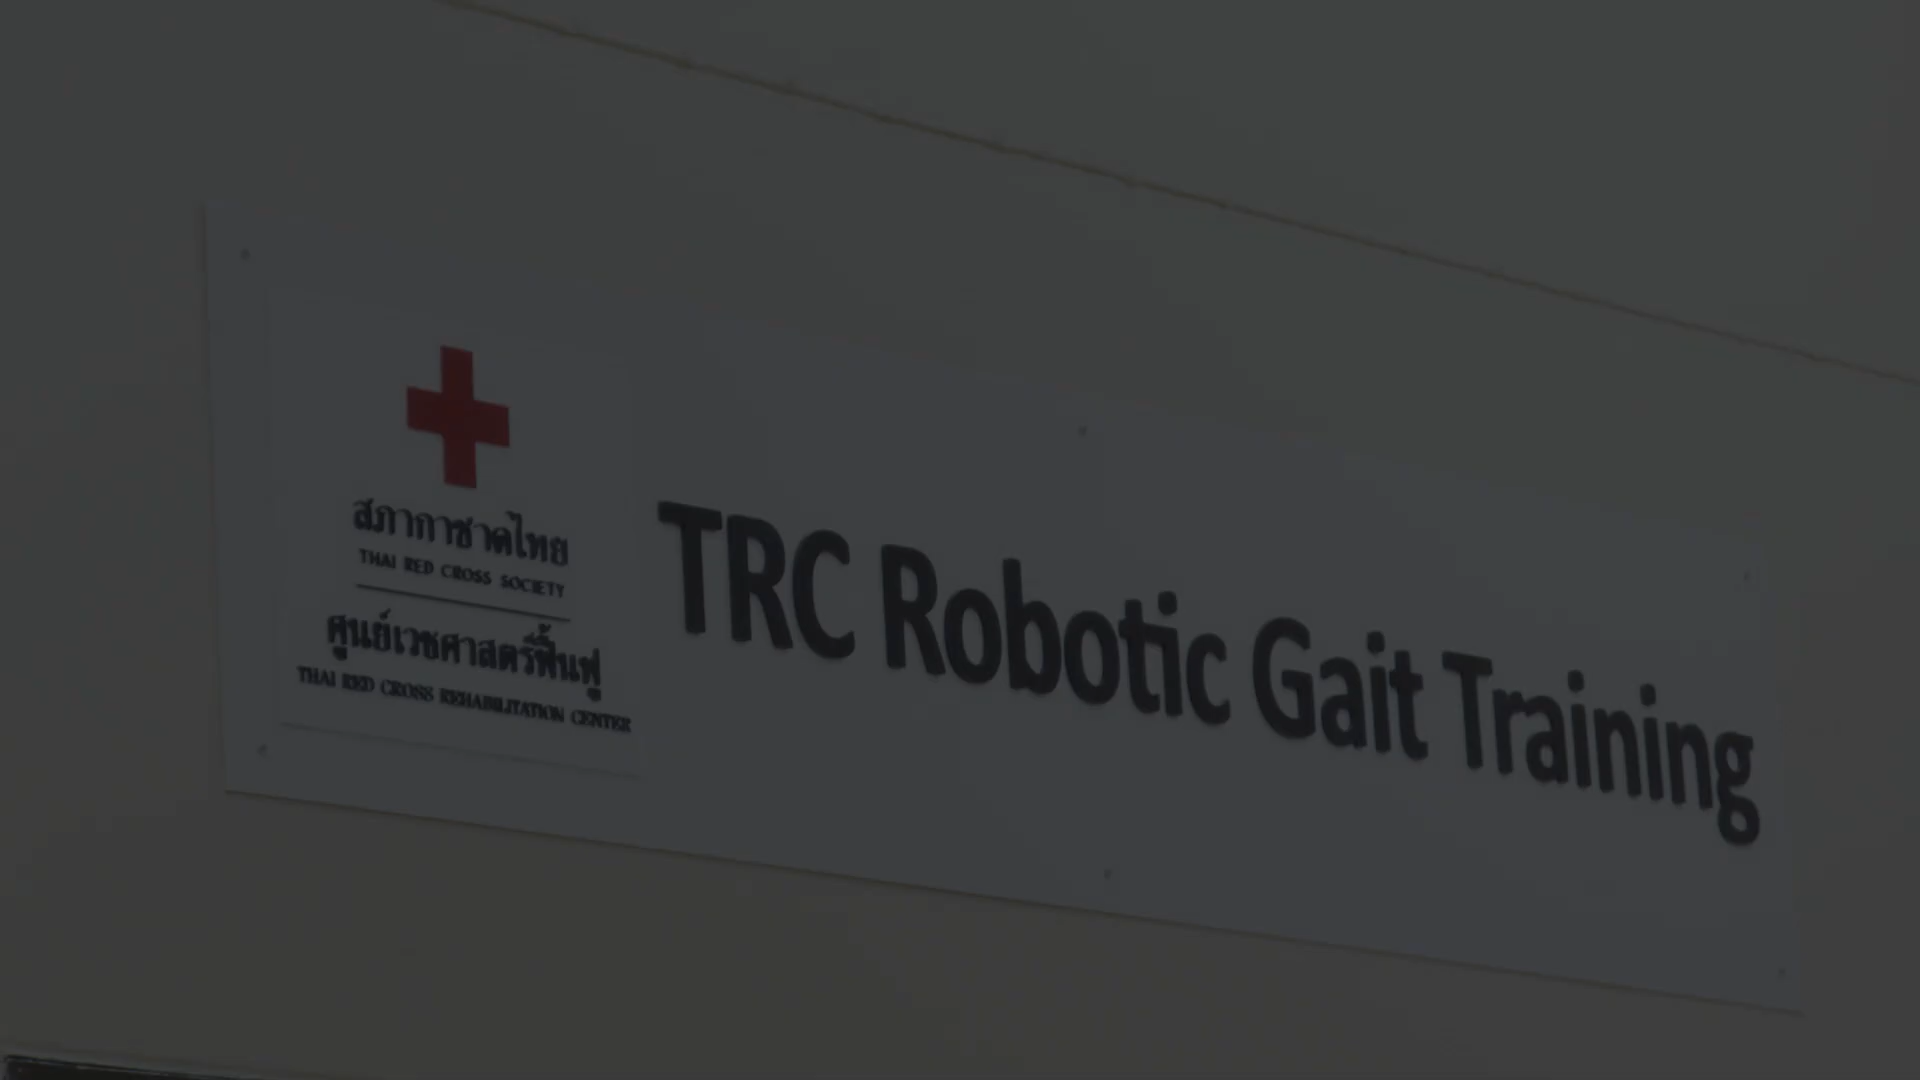 สภากาชาดไทย
THAI RED CROSS SOCIETY
ศูนย์เวชศาสตร์ฟื้นฟู
THAI RED CROSS REHABILITATION CENTER
TRC Robotic Gait Training